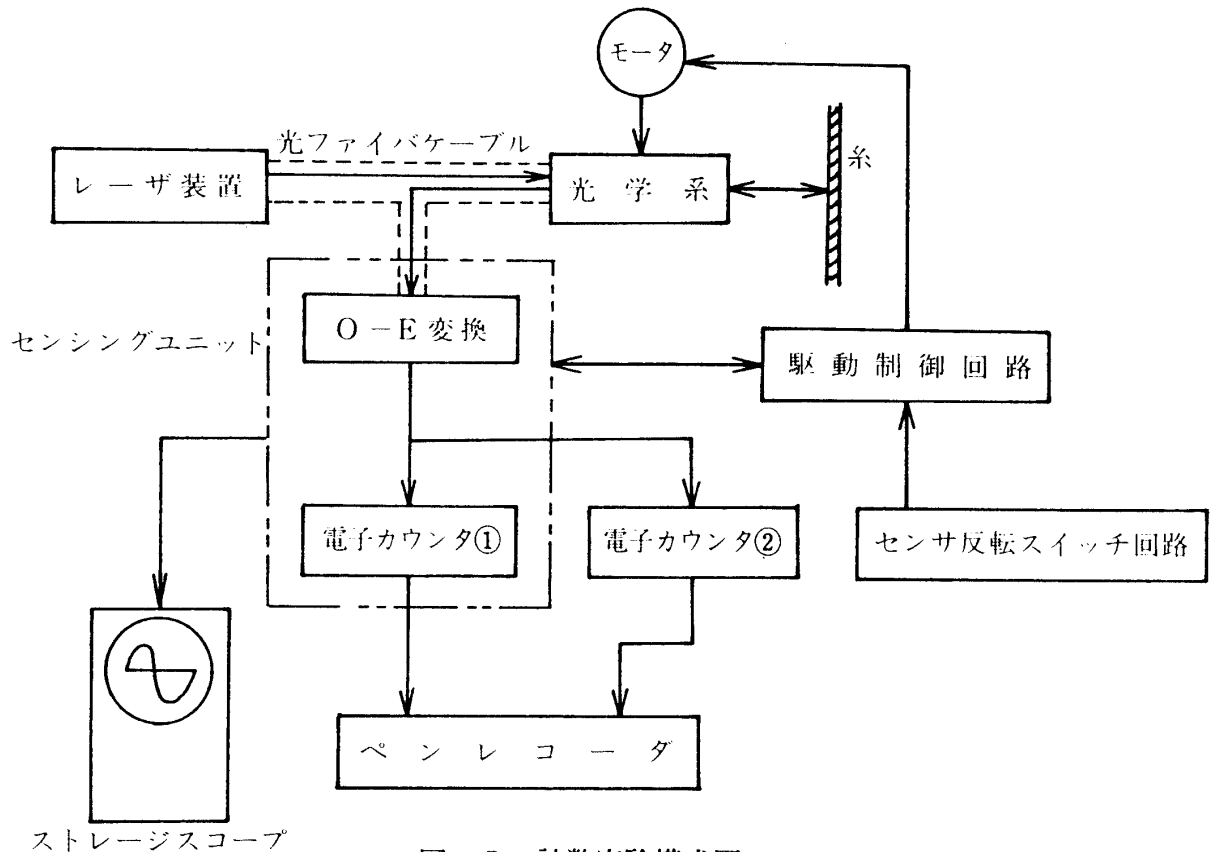 モータ
光ファイバケーブル
糸
レーザ装置
光学系
O－E変換
センシングユニット
駆動制御回路
電子カウンタ①
電子カウンタ②
センサ反転スイッチ回路
ペンレコーダ
ストレージスコープ